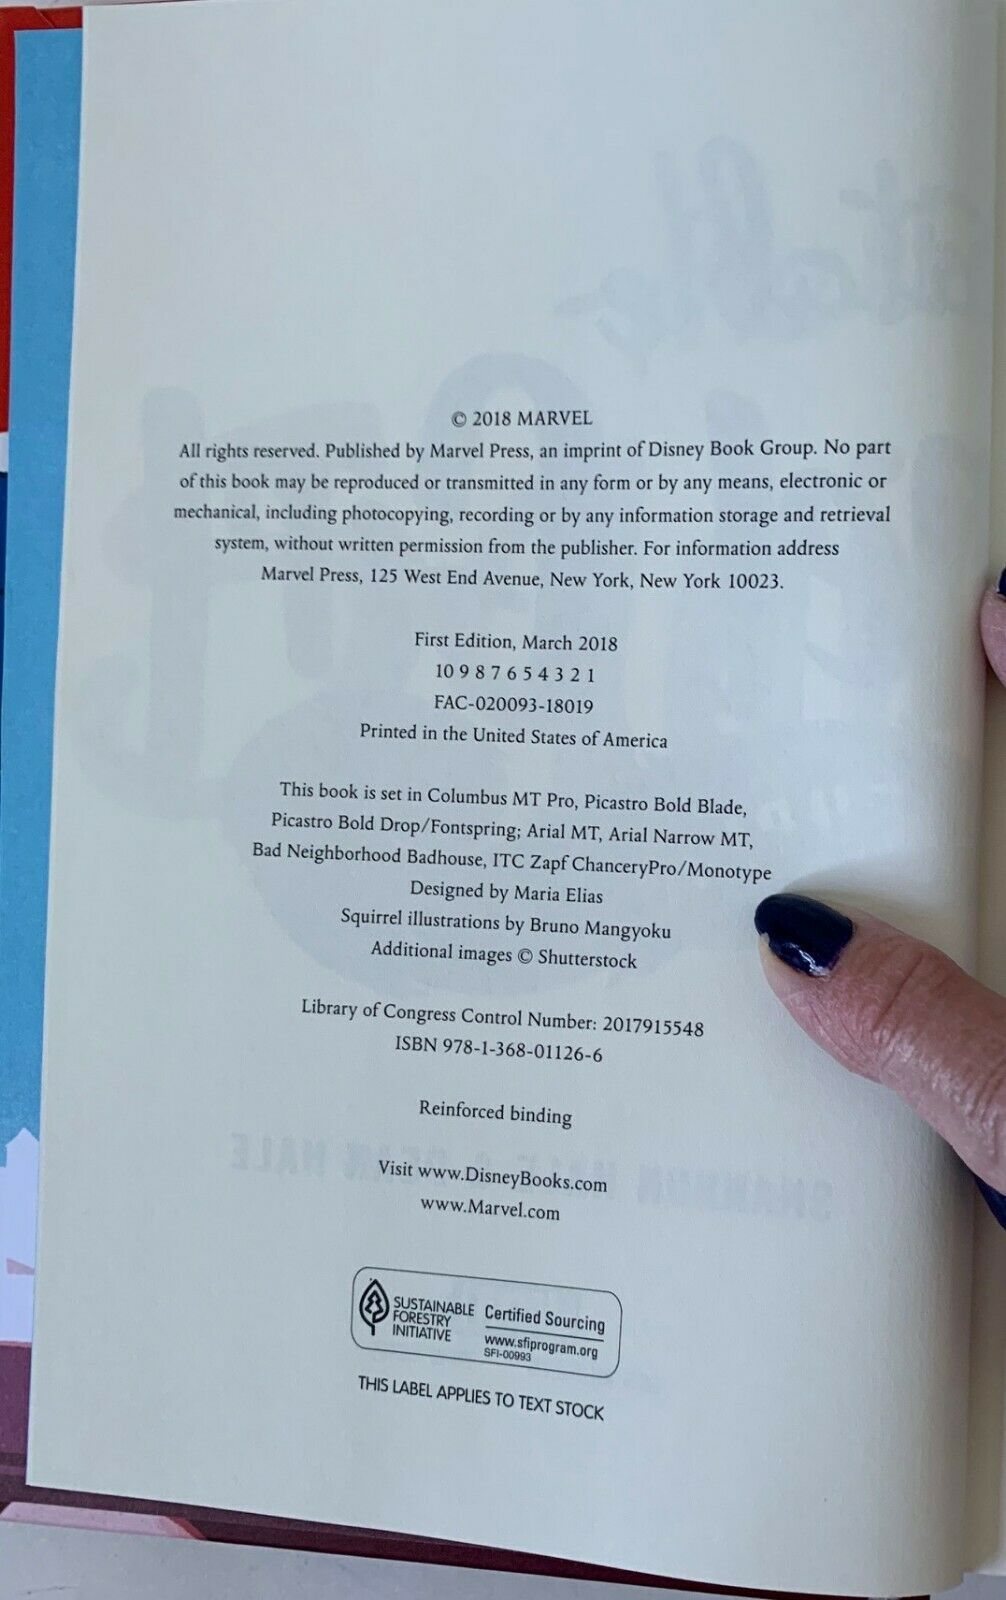 © 2018 MARVEL
All rights reserved. Published by Marvel Press, an imprint of Disney Book Group. No part
of this book may be reproduced or transmitted in any form or by any means, electronic or
mechanical, including photocopying, recording or by any information storage and retrieval
system, without written permission from the publisher. For information address
Marvel Press, 125 West End Avenue, New York, New York 10023.
First Edition, March 2018
10 9 8 7 6 5 4 3 2 1
FAC-020093-18019
Printed in the United States of America
This book is set in Columbus MT Pro, Picastro Bold Blade,
Picastro Bold Drop/Fontspring; Arial MT, Arial Narrow MT,
Bad Neighborhood Badhouse, ITC Zapf ChanceryPro/Monotype
Designed by Maria Elias
Squirrel illustrations by Bruno Mangyoku
Additional images © Shutterstock
Library of Congress Control Number: 2017915548
ISBN 978-1-368-01126-6
Reinforced binding
Visit www.DisneyBooks.com
www.Marvel.com
SUSTAINABLE
FORESTRY
INITIATIVE
Certified Sourcing
www.sfiprogram.org
SFI-00993
THIS LABEL APPLIES TO TEXT STOCK